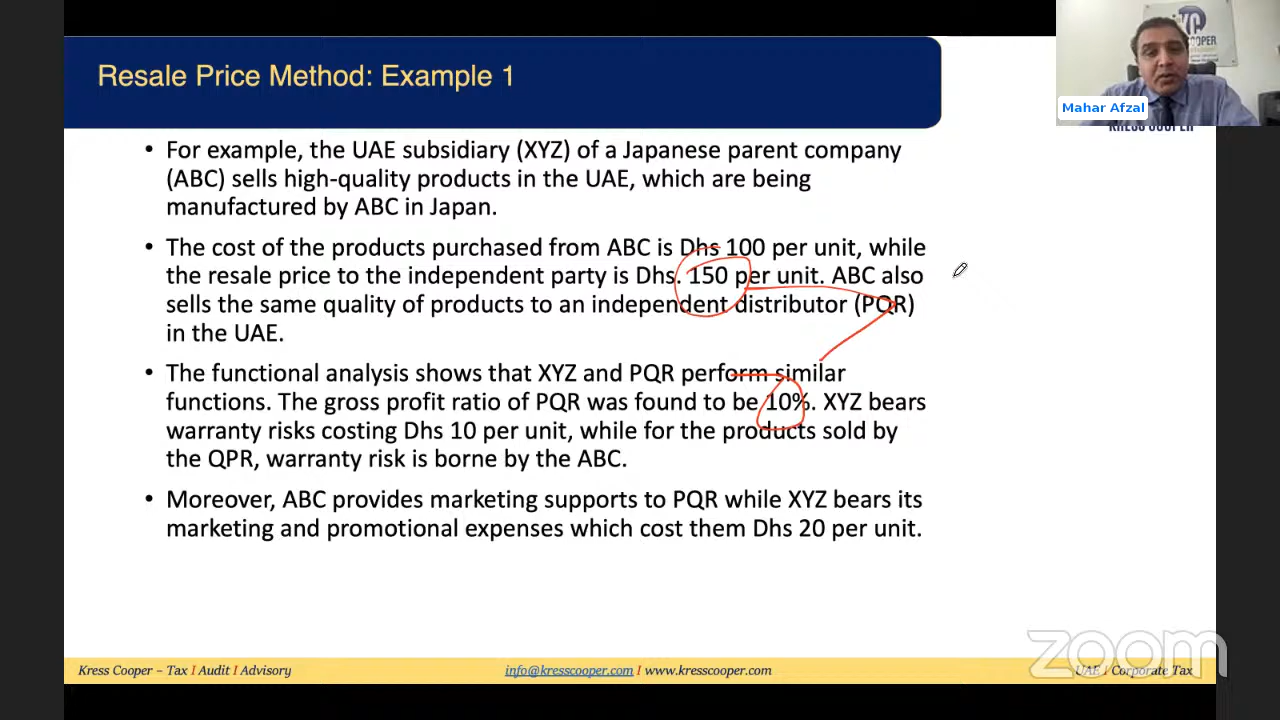 Resale Price Method: Example 1
Mahar Afzal
KRESS COOPER
• For example, the UAE subsidiary (XYZ) of a Japanese parent company
(ABC) sells high-quality products in the UAE, which are being
manufactured by ABC in Japan.
• The cost of the products purchased from ABC is Dhs 100 per unit, while
the resale price to the independent party is Dhs. 150 per unit. ABC also
sells the same quality of products to an independent distributor (PQR)
in the UAE.
• The functional analysis shows that XYZ and PQR perform similar
functions. The gross profit ratio of PQR was found to be 10%. XYZ bears
warranty risks costing Dhs 10 per unit, while for the products sold by
the QPR, warranty risk is borne by the ABC.
• Moreover, ABC provides marketing supports to PQR while XYZ bears its
marketing and promotional expenses which cost them Dhs 20 per unit.
zoom
Kress Cooper – Tax I Audit I Advisory
info@kresscooper.com I www.kresscooper.com
UAE I Corporate Tax